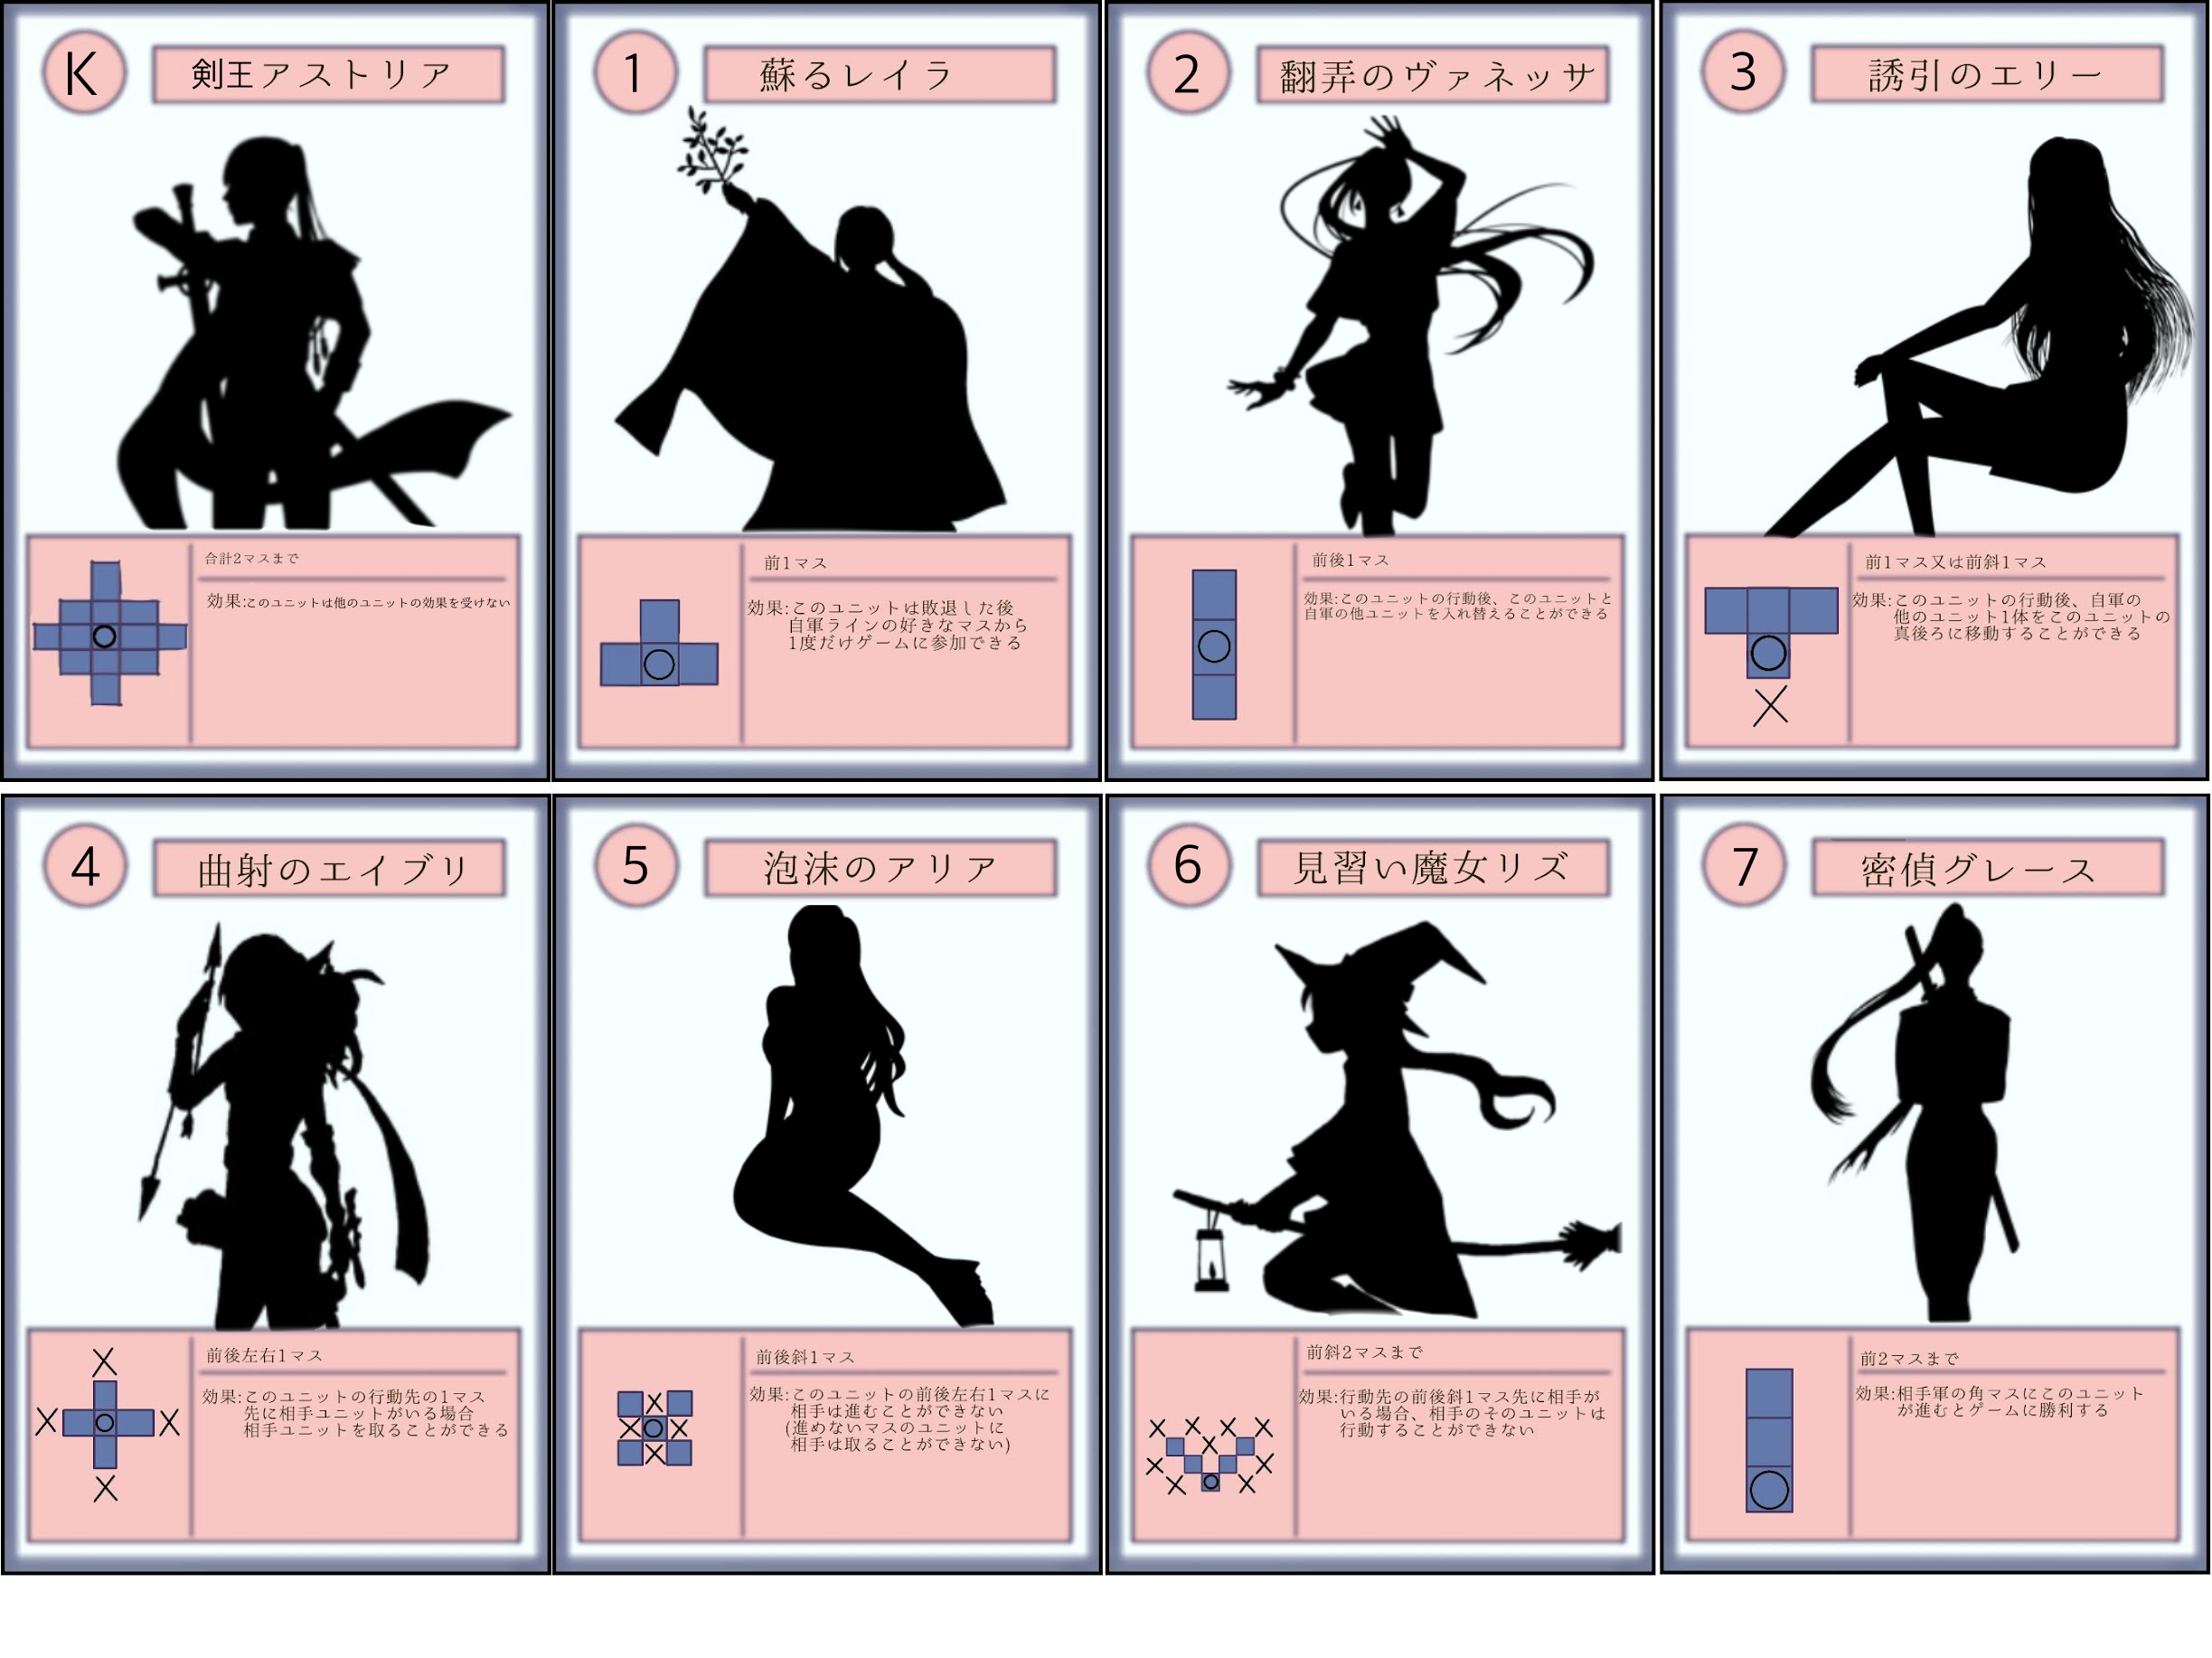 K
剣王アストリア
合計2マスまで
効果:このユニットは他のユニットの効果を受けない
1
蘇るレイラ
前1マス
効果:このユニットは敗退した後
自軍ラインの好きなマスから
1度だけゲームに参加できる
2
翻弄のヴァネッサ
前後1マス
効果:このユニットの行動後、このユニットと
自軍の他ユニットを入れ替えることができる
3
誘引のエリー
前1マス又は前斜1マス
効果:このユニットの行動後、自軍の
他のユニット1体をこのユニットの
真後ろに移動することができる
4
曲射のエイブリ
前後左右1マス
効果:このユニットの行動先の1マス
先に相手ユニットがいる場合
相手ユニットを取ることができる
5
泡沫のアリア
前後斜1マス
効果:このユニットの前後左右1マスに
相手は進むことができない
(進めないマスのユニットに
相手は取ることができない)
6
見習い魔女リズ
前斜2マスまで
効果:行動先の前後斜1マス先に相手が
いる場合、相手のそのユニットは
行動することができない
7
密偵グレース
前2マスまで
効果:相手軍の角マスにこのユニット
が進むとゲームに勝利する